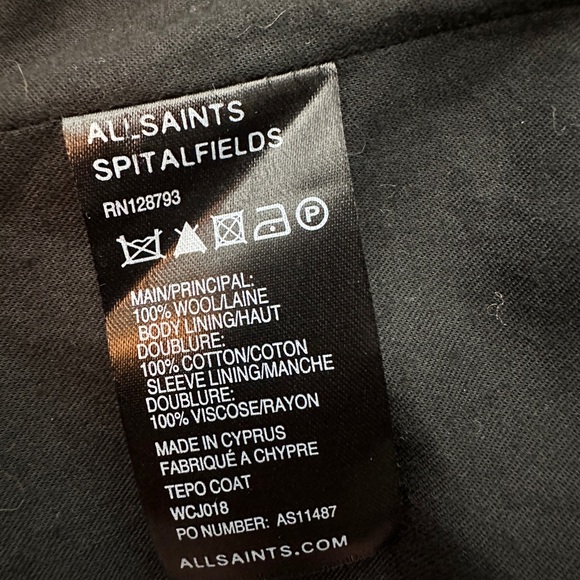 ALLSAINTS
SPITALFIELDS
RN128793
P
MAIN/PRINCIPAL:
100% WOOL/LAINE
BODY LINING/HAUT
DOUBLURE:
100% COTTON/COTON
SLEEVE LINING/MANCHE
DOUBLURE:
100% VISCOSE/RAYON
MADE IN CYPRUS
FABRIQUÉ A CHYPRE
TEPO COAT
WCJ018
PO NUMBER: AS11487
ALLSAINTS.COM